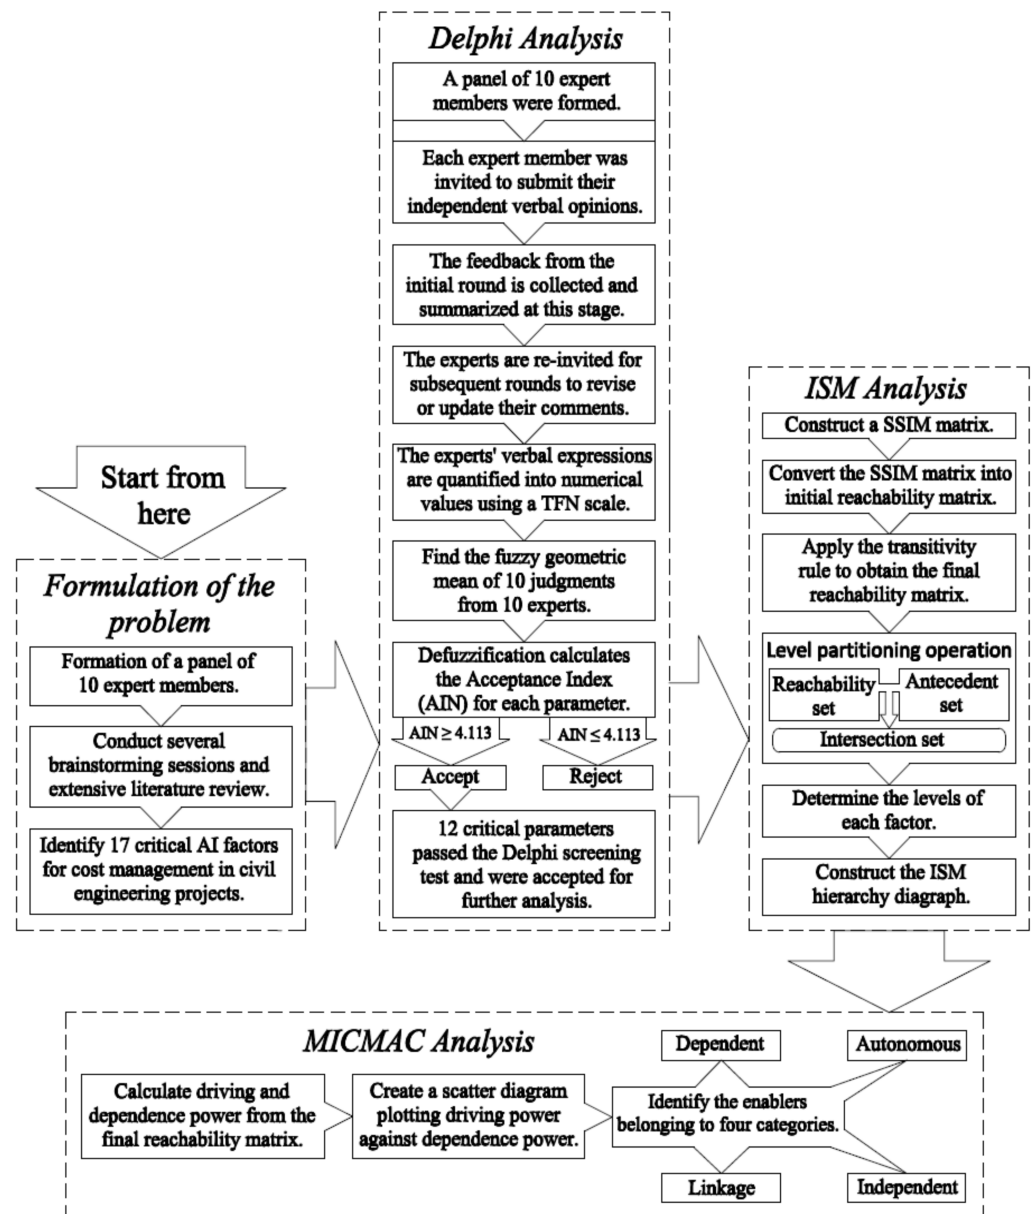 Start from
here
Formulation of the
problem
Formation of a panel of
10 expert members.
Conduct several
brainstorming sessions and
extensive literature review.
Identify 17 critical AI factors
for cost management in civil
engineering projects.
Delphi Analysis
A panel of 10 expert
members were formed.
Each expert member was
invited to submit their
independent verbal opinions.
The feedback from the
initial round is collected and
summarized at this stage.
The experts are re-invited for
subsequent rounds to revise
or update their comments.
The experts' verbal expressions
are quantified into numerical
values using a TFN scale.
Find the fuzzy geometric
mean of 10 judgments
from 10 experts.
Defuzzification calculates
the Acceptance Index
(AIN) for each parameter.
AIN ≥ 4.113
AIN ≤ 4.113
Accept
Reject
12 critical parameters
passed the Delphi screening
test and were accepted for
further analysis.
ISM Analysis
Construct a SSIM matrix.
Convert the SSIM matrix into
initial reachability matrix.
Apply the transitivity
rule to obtain the final
reachability matrix.
Level partitioning operation
Reachability
set
Antecedent
set
Intersection set
Determine the levels of
each factor.
Construct the ISM
hierarchy diagraph.
MICMAC Analysis
Calculate driving and
dependence power from the
final reachability matrix.
Create a scatter diagram
plotting driving power
against dependence power.
Identify the enablers
belonging to four categories.
Dependent
Autonomous
Linkage
Independent